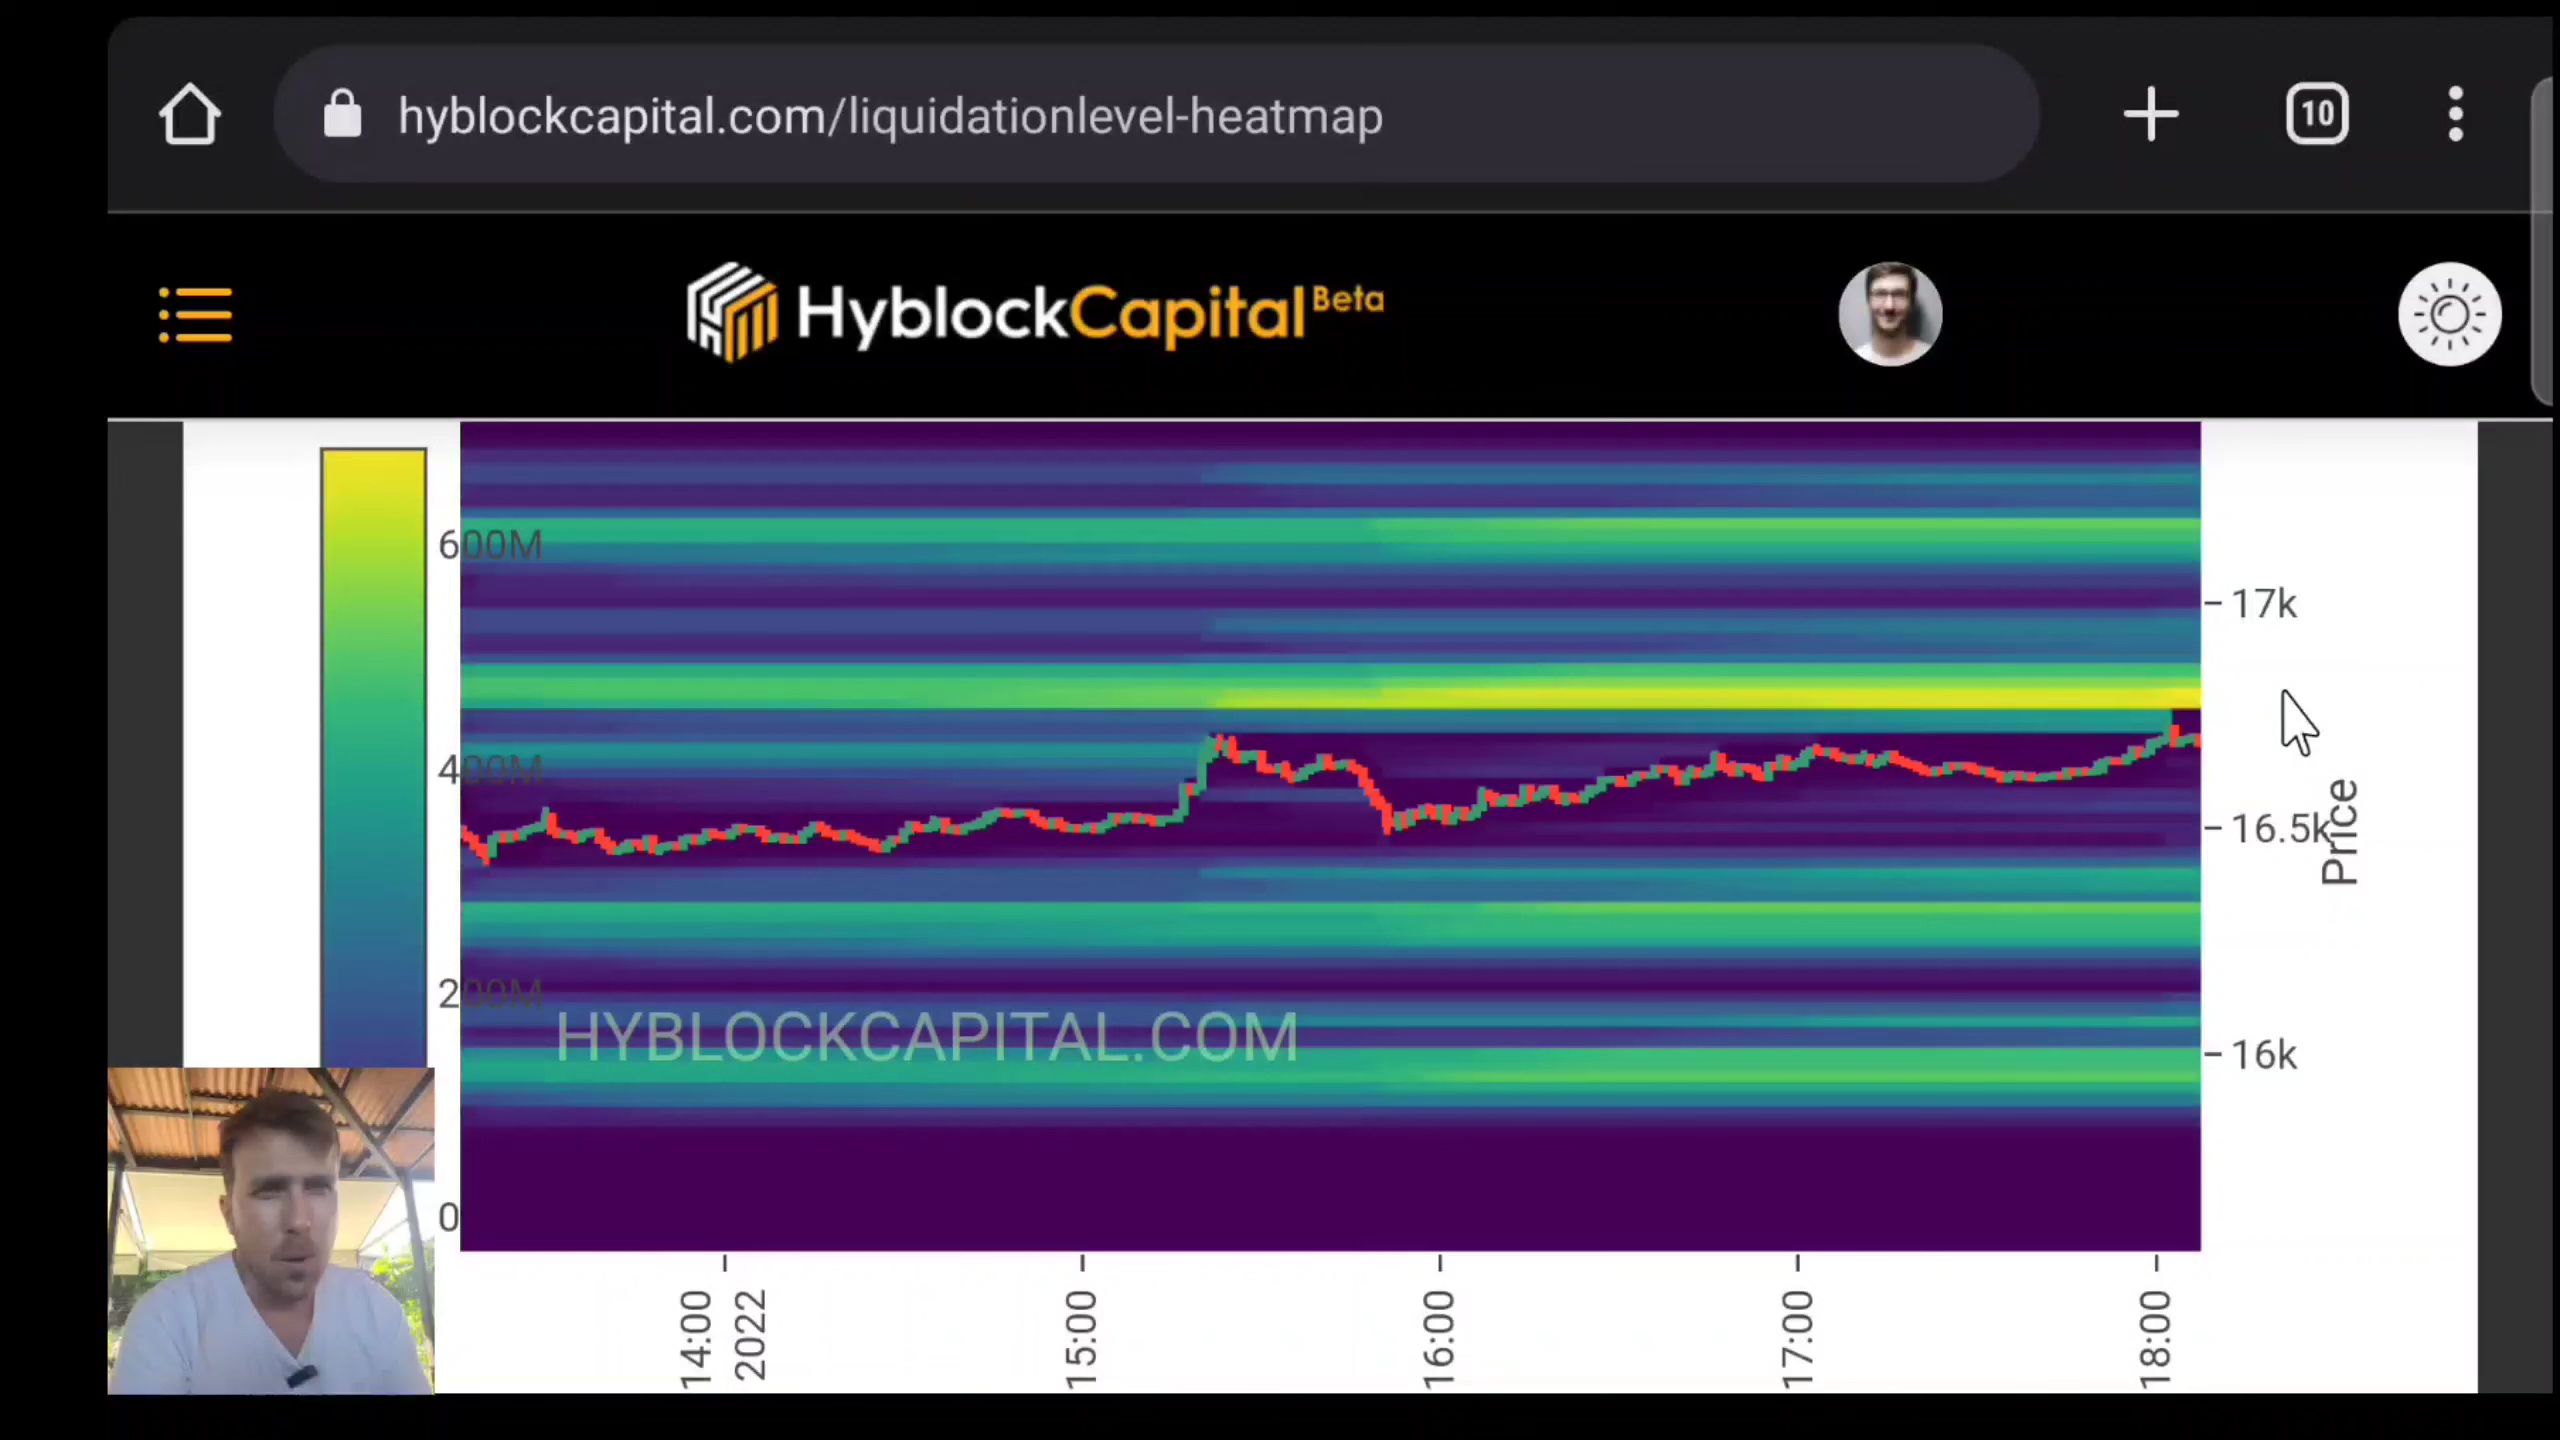 hyblockcapital.com/liquidationlevel-heatmap
10
HyblockCapital Beta
600M
400M
200M
0
17k
16.5k
16k
Price
HYBLOCKCAPITAL.COM
14:00
2022
15:00
16:00
17:00
18:00